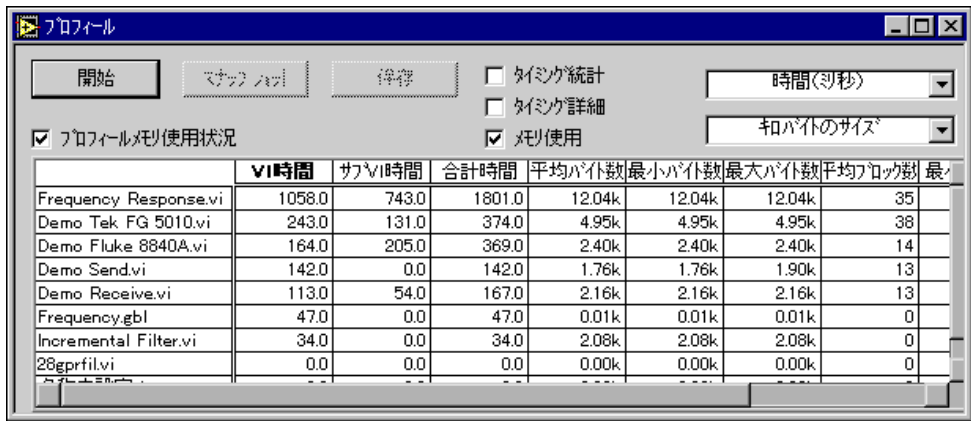 プロフィール
開始 スナップショット 保存
タイミング統計
タイミング詳細
メモリ使用
時間(ミリ秒)
キロバイトのサイズ
プロフィールメモリ使用状況
VI時間 サブVI時間 合計時間 平均バイト数 最小バイト数 最大バイト数 平均ブロック数
Frequency Response.vi 1058.0 743.0 1801.0 12.04k 12.04k 12.04k 35
Demo Tek FG 5010.vi 243.0 131.0 374.0 4.95k 4.95k 4.95k 38
Demo Fluke 8840A.vi 164.0 205.0 369.0 2.40k 2.40k 2.40k 14
Demo Send.vi 142.0 0.0 142.0 1.76k 1.76k 1.90k 13
Demo Receive.vi 113.0 54.0 167.0 2.16k 2.16k 2.16k 13
Frequency.gbl 47.0 0.0 47.0 0.01k 0.01k 0.01k 0
Incremental Filter.vi 34.0 0.0 34.0 2.08k 2.08k 2.08k 0
28gprfil.vi 0.0 0.0 0.0 0.00k 0.00k 0.00k 0